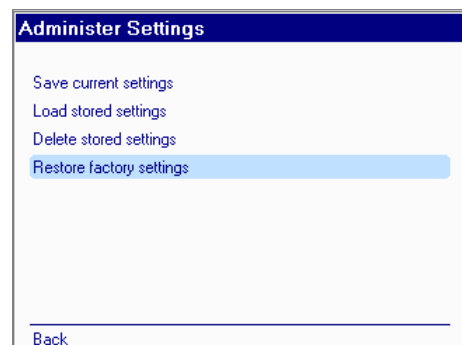 Administer Settings
Save current settings
Load stored settings
Delete stored settings
Restore factory settings
Back